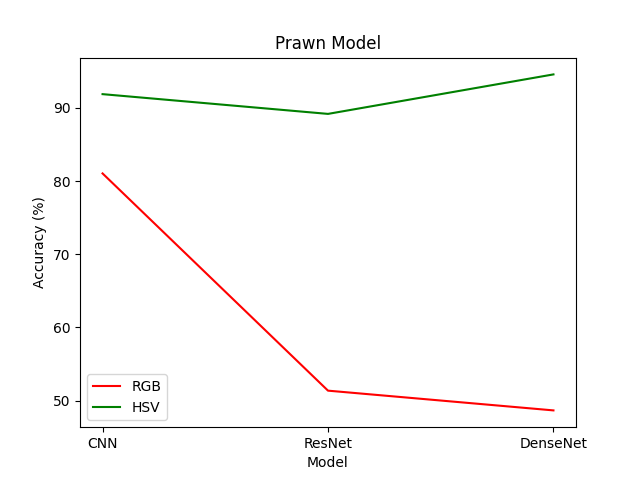 Prawn Model
Accuracy (%)
90
80
70
60
50
RGB
HSV
CNN
ResNet
DenseNet
Model